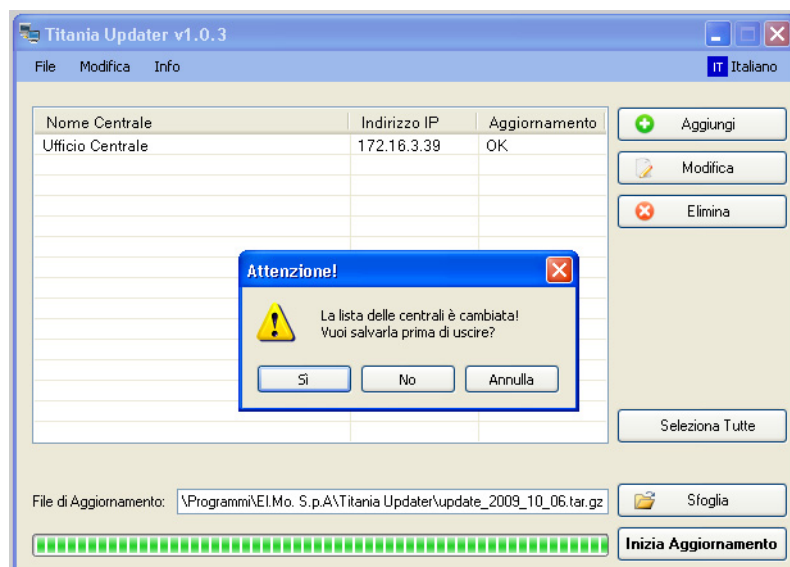 Titania Updater v1.0.3
File Modifica Info IT Italiano
Nome Centrale Indirizzo IP Aggiornamento
Ufficio Centrale 172.16.3.39 OK
Aggiungi
Modifica
Elimina
Attenzione!
La lista delle centrali è cambiata!
Vuoi salvarla prima di uscire?
Sì No Annulla
Seleziona Tutte
File di Aggiornamento: \Programmi\El.Mo. S.p.A\Titania Updater\update_2009_10_06.tar.gz Sfoglia
Inizia Aggiornamento